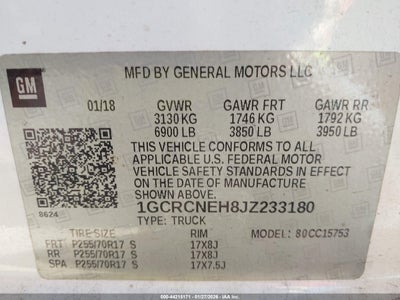 GM
MFD BY GENERAL MOTORS LLC
01/18 GVWR GAWR FRT GAWR RR
3130 KG 1746 KG 1792 KG
6900 LB 3850 LB 3950 LB
THIS VEHICLE CONFORMS TO ALL
APPLICABLE U.S. FEDERAL MOTOR
VEHICLE SAFETY STANDARDS IN EFFECT
ON THE DATE OF MANUFACTURE
SHOWN ABOVE.
8624
1GCRCNEH8JZ233180
TYPE: TRUCK
TIRE SIZE RIM MODEL: 80CC15753
FRT P255/70R17 S 17X8J
RR P255/70R17 S 17X8J
SPA P255/70R17 S 17X7.5J